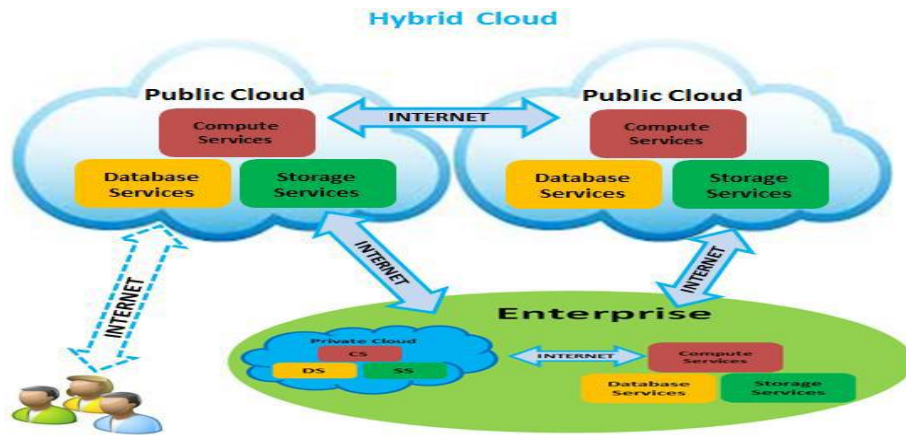 Hybrid Cloud
Public Cloud
Compute
Services
Database
Services
Storage
Services
INTERNET
Public Cloud
Compute
Services
Database
Services
Storage
Services
INTERNET
INTERNET
INTERNET
Enterprise
Private Cloud
CS
DS
SS
INTERNET
Compute
Services
Database
Services
Storage
Services